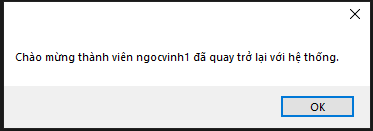 Chào mừng thành viên ngocvinh1 đã quay trở lại với hệ thống.
OK